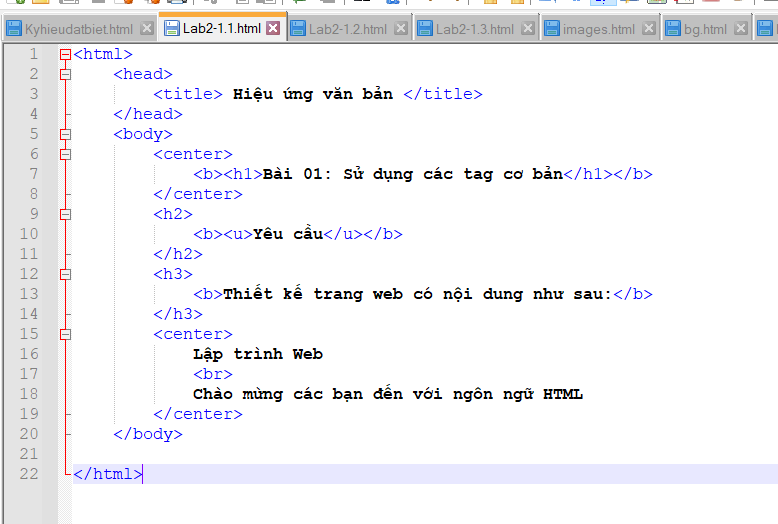 Kyhieudatbiet.html Lab2-1.1.html Lab2-1.2.html Lab2-1.3.html images.html bg.html
1 <html>
2 <head>
3 <title> Hiệu ứng văn bản </title>
4 </head>
5 <body>
6 <center>
7 <b><h1>Bài 01: Sử dụng các tag cơ bản</h1></b>
8 </center>
9 <h2>
10 <b><u>Yêu cầu</u></b>
11 </h2>
12 <h3>
13 <b>Thiết kế trang web có nội dung như sau:</b>
14 </h3>
15 <center>
16 Lập trình Web
17 <br>
18 Chào mừng các bạn đến với ngôn ngữ HTML
19 </center>
20 </body>
21
22 </html>